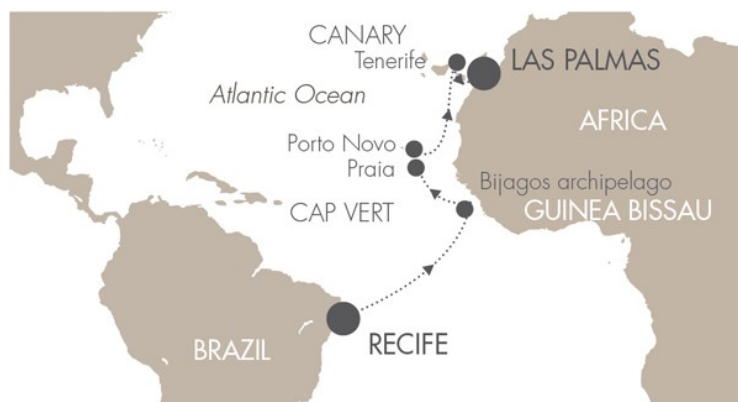 CANARY
Tenerife
LAS PALMAS
Atlantic Ocean
AFRICA
Porto Novo
Praia
Bijagos archipelago
CAP VERT
GUINEA BISSAU
BRAZIL
RECIFE